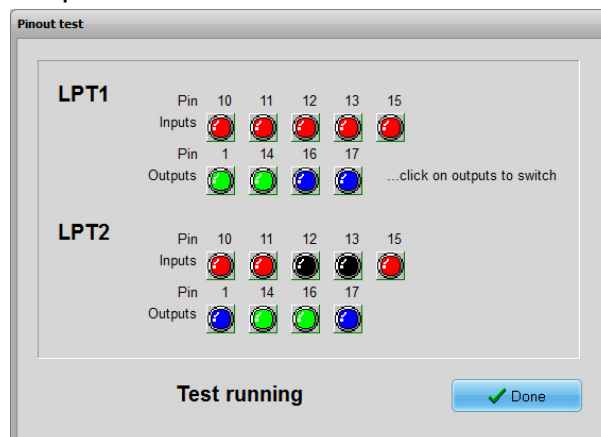 Pinout test
LPT1
Pin 10 11 12 13 15
Inputs
Pin 1 14 16 17
Outputs ...click on outputs to switch
LPT2
Pin 10 11 12 13 15
Inputs
Pin 1 14 16 17
Outputs
Test running
Done